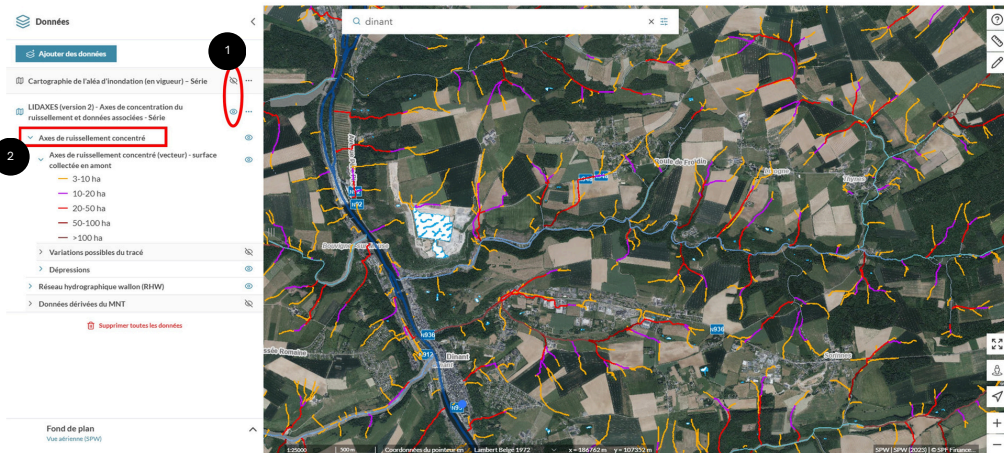 Données
Ajouter des données
1
Cartographie de l'aléa d'inondation (en vigueur) – Série
LIDAXES (version 2) - Axes de concentration du
ruissellement et données associées - Série
2
Axes de ruissellement concentré
Axes de ruissellement concentré (vecteur) - surface
collectée en amont
3-10 ha
10-20 ha
20-50 ha
50-100 ha
>100 ha
Variations possibles du tracé
Dépressions
Réseau hydrographique wallon (RHW)
Données dérivées du MNT
Supprimer toutes les données
Fond de plan
Vue aérienne (SPW)
dinant
Route de Froidin
Thynes
N92
N936
N936
Dinant
Sorinnes
1:25000
500 m
Coordonnées du pointeur en
Lambert Belge 1972
x = 186762 m y = 107352 m
SPW | SPW (2023) | © SPF Finance...